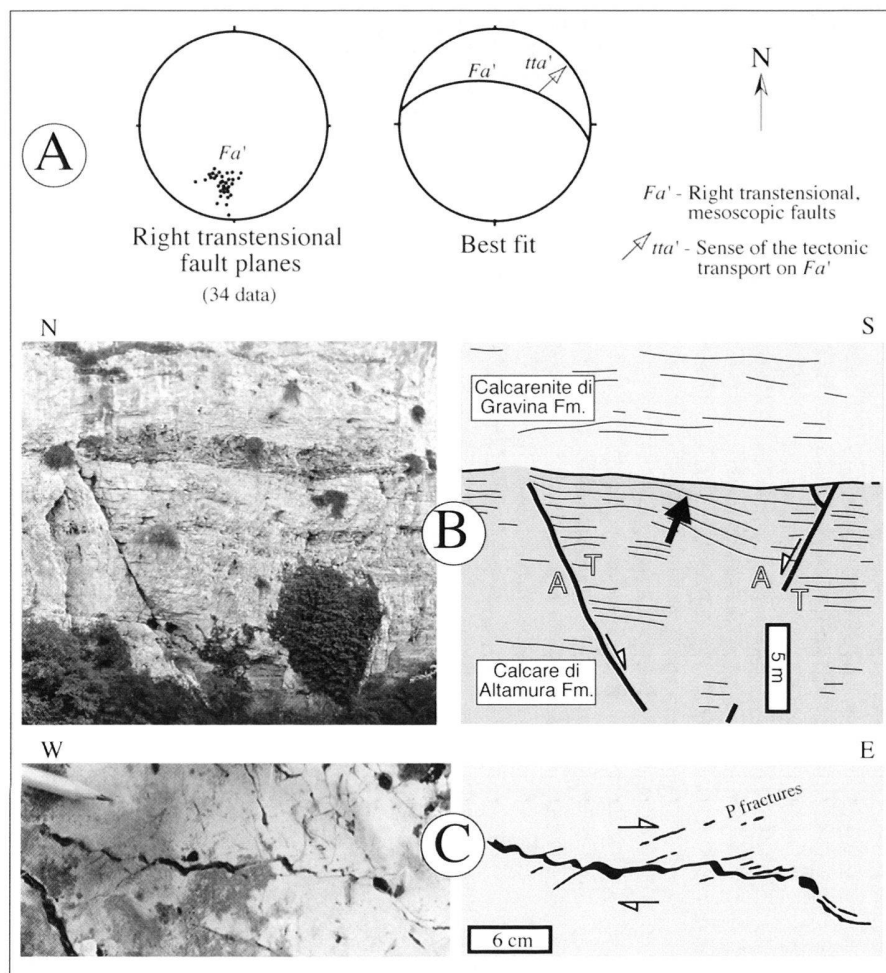 Fa'
A
Right transtensional
fault planes
(34 data)
Fa'
tta'
Best fit
N
Fa' - Right transtensional,
mesoscopic faults
tta' - Sense of the tectonic
transport on Fa'
N
S
Calcarenite di
Gravina Fm.
B
A T
A
T
5 m
Calcare di
Altamura Fm.
W
E
C
P fractures
6 cm